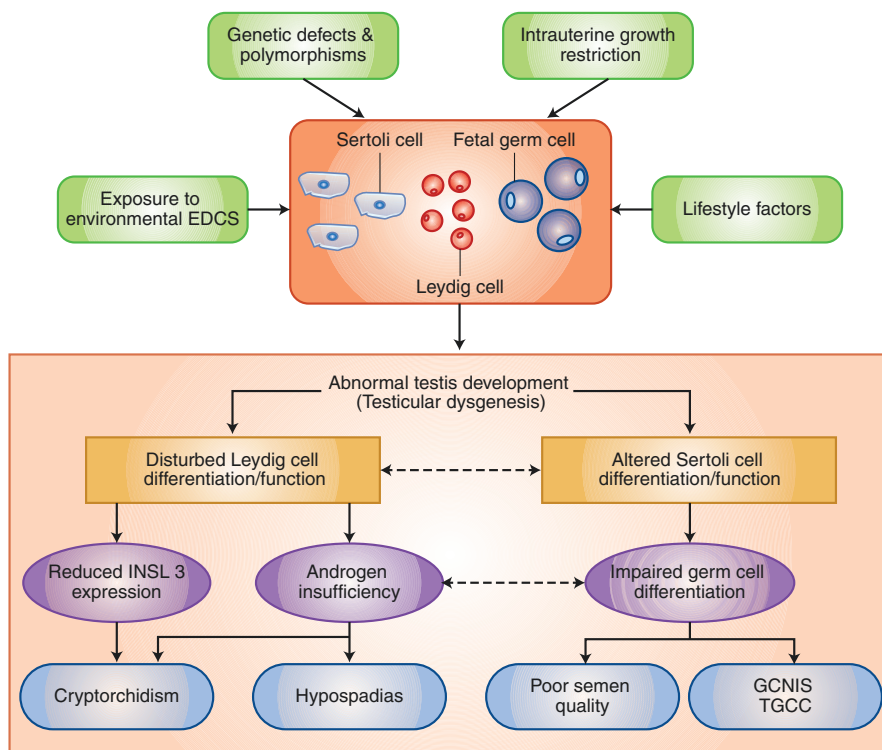 Genetic defects &
polymorphisms
Intrauterine growth
restriction
Exposure to
environmental EDCS
Sertoli cell
Fetal germ cell
Leydig cell
Lifestyle factors
Abnormal testis development
(Testicular dysgenesis)
Disturbed Leydig cell
differentiation/function
Altered Sertoli cell
differentiation/function
Reduced INSL 3
expression
Androgen
insufficiency
Impaired germ cell
differentiation
Cryptorchidism
Hypospadias
Poor semen
quality
GCNIS
TGCC